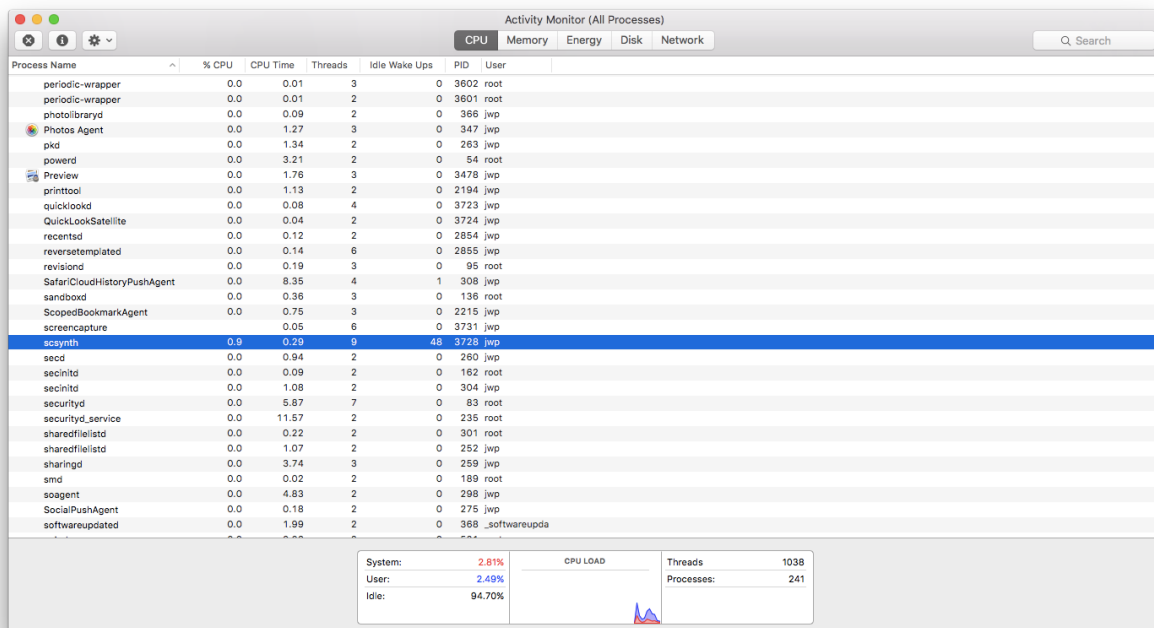 Activity Monitor (All Processes)
CPU Memory Energy Disk Network Search
Process Name % CPU CPU Time Threads Idle Wake Ups PID User
periodic-wrapper 0.0 0.01 3 0 3602 root
periodic-wrapper 0.0 0.01 2 0 3601 root
photolibraryd 0.0 0.09 2 0 366 jwp
Photos Agent 0.0 1.27 3 0 347 jwp
pkd 0.0 1.34 2 0 263 jwp
powerd 0.0 3.21 2 0 54 root
Preview 0.0 1.76 3 0 3478 jwp
printtool 0.0 1.13 2 0 2194 jwp
quicklookd 0.0 0.08 4 0 3723 jwp
QuickLookSatellite 0.0 0.04 2 0 3724 jwp
recentsd 0.0 0.12 2 0 2854 jwp
reversetemplated 0.0 0.14 6 0 2855 jwp
revisiond 0.0 0.19 3 0 95 root
SafariCloudHistoryPushAgent 0.0 8.35 4 1 308 jwp
sandboxd 0.0 0.36 3 0 136 root
ScopedBookmarkAgent 0.0 0.75 3 0 2215 jwp
screencapture 0.05 6 0 3731 jwp
scsynth 0.9 0.29 9 48 3728 jwp
secd 0.0 0.94 2 0 260 jwp
secinitd 0.0 0.09 2 0 162 root
secinitd 0.0 1.08 2 0 304 jwp
securityd 0.0 5.87 7 0 83 root
securityd_service 0.0 11.57 2 0 235 root
sharedfilelistd 0.0 0.22 2 0 301 root
sharedfilelistd 0.0 1.07 2 0 252 jwp
sharingd 0.0 3.74 3 0 259 jwp
smd 0.0 0.02 2 0 189 root
soagent 0.0 4.83 2 0 298 jwp
SocialPushAgent 0.0 0.18 2 0 275 jwp
softwareupdated 0.0 1.99 2 0 368 _softwareupda
System: 2.81% CPU LOAD Threads 1038
User: 2.49% Processes: 241
Idle: 94.70%